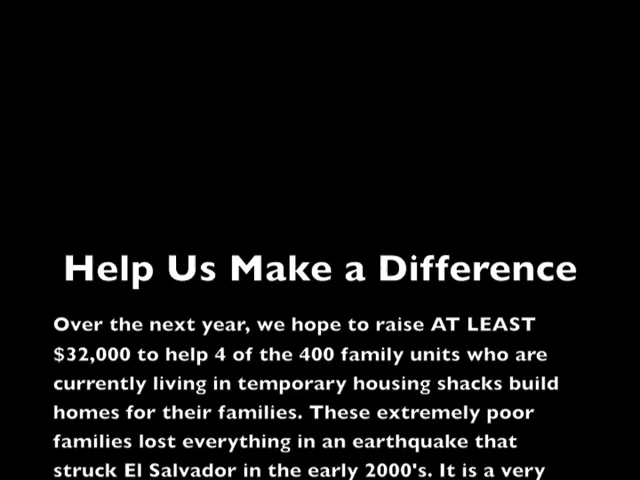 Help Us Make a Difference
Over the next year, we hope to raise AT LEAST
$32,000 to help 4 of the 400 family units who are
currently living in temporary housing shacks build
homes for their families. These extremely poor
families lost everything in an earthquake that
struck El Salvador in the early 2000's. It is a very